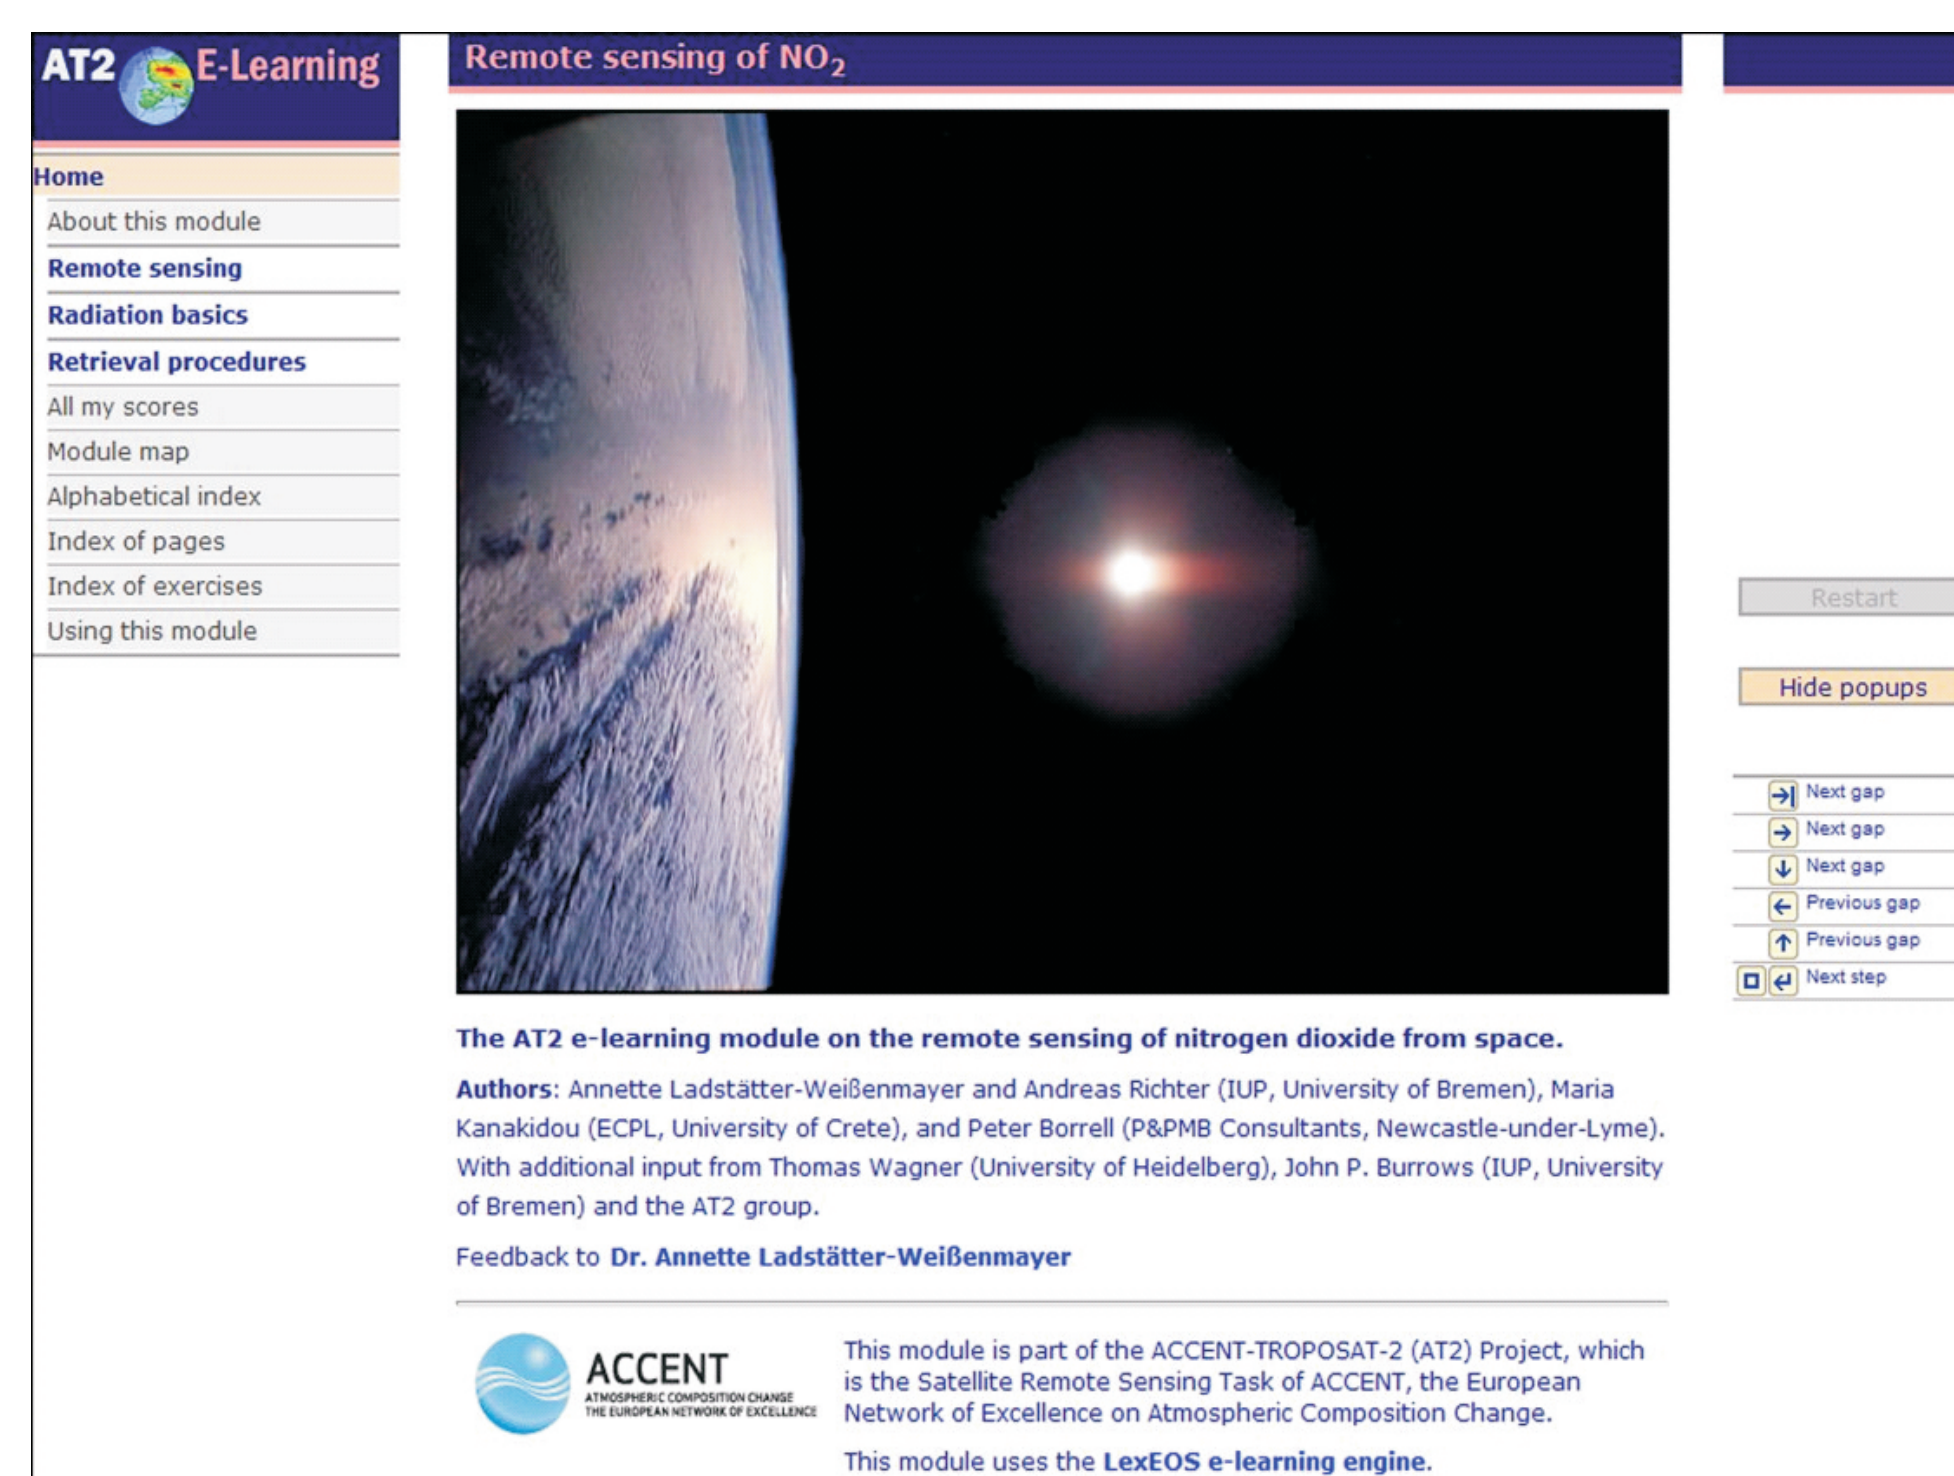 AT2 E-Learning
Home
About this module
Remote sensing
Radiation basics
Retrieval procedures
All my scores
Module map
Alphabetical index
Index of pages
Index of exercises
Using this module
Remote sensing of NO₂
The AT2 e-learning module on the remote sensing of nitrogen dioxide from space.
Authors: Annette Ladstätter-Weißenmayer and Andreas Richter (IUP, University of Bremen), Maria
Kanakidou (ECPL, University of Crete), and Peter Borrell (P&PMB Consultants, Newcastle-under-Lyme).
With additional input from Thomas Wagner (University of Heidelberg), John P. Burrows (IUP, University
of Bremen) and the AT2 group.
Feedback to Dr. Annette Ladstätter-Weißenmayer
ACCENT
ATMOSPHERIC COMPOSITION CHANGE
THE EUROPEAN NETWORK OF EXCELLENCE
This module is part of the ACCENT-TROPOSAT-2 (AT2) Project, which
is the Satellite Remote Sensing Task of ACCENT, the European
Network of Excellence on Atmospheric Composition Change.
This module uses the LexEOS e-learning engine.
Restart
Hide popups
Next gap
Next gap
Next gap
Previous gap
Previous gap
Next step